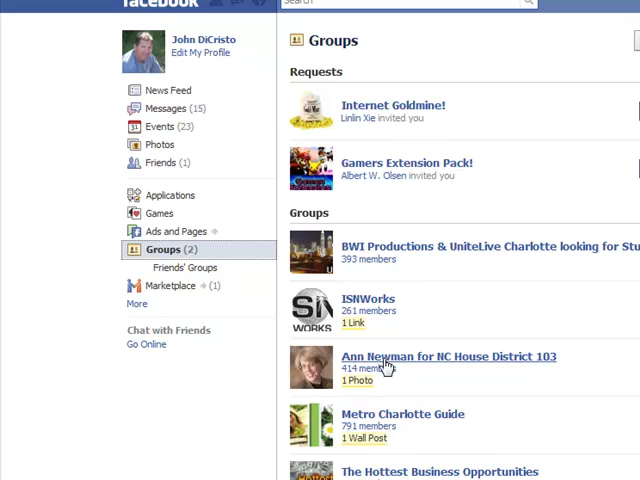 facebook
Search
John DiCristo
Edit My Profile
News Feed
Messages (15)
31
Events (23)
Photos
Friends (1)
Applications
Games
Ads and Pages
Groups (2)
Friends' Groups
Marketplace (1)
More
Chat with Friends
Go Online
Groups
Requests
Internet Goldmine!
Linlin Xie invited you
Gamers Extension Pack!
Albert W. Olsen invited you
Groups
BWI Productions & UniteLive Charlotte looking for Stu
393 members
SN
WORKS
ISNWorks
261 members
1 Link
Ann Newman for NC House District 103
414 memb
1 Photo
Metro Charlotte Guide
791 members
1 Wall Post
The Hottest Business Opportunities